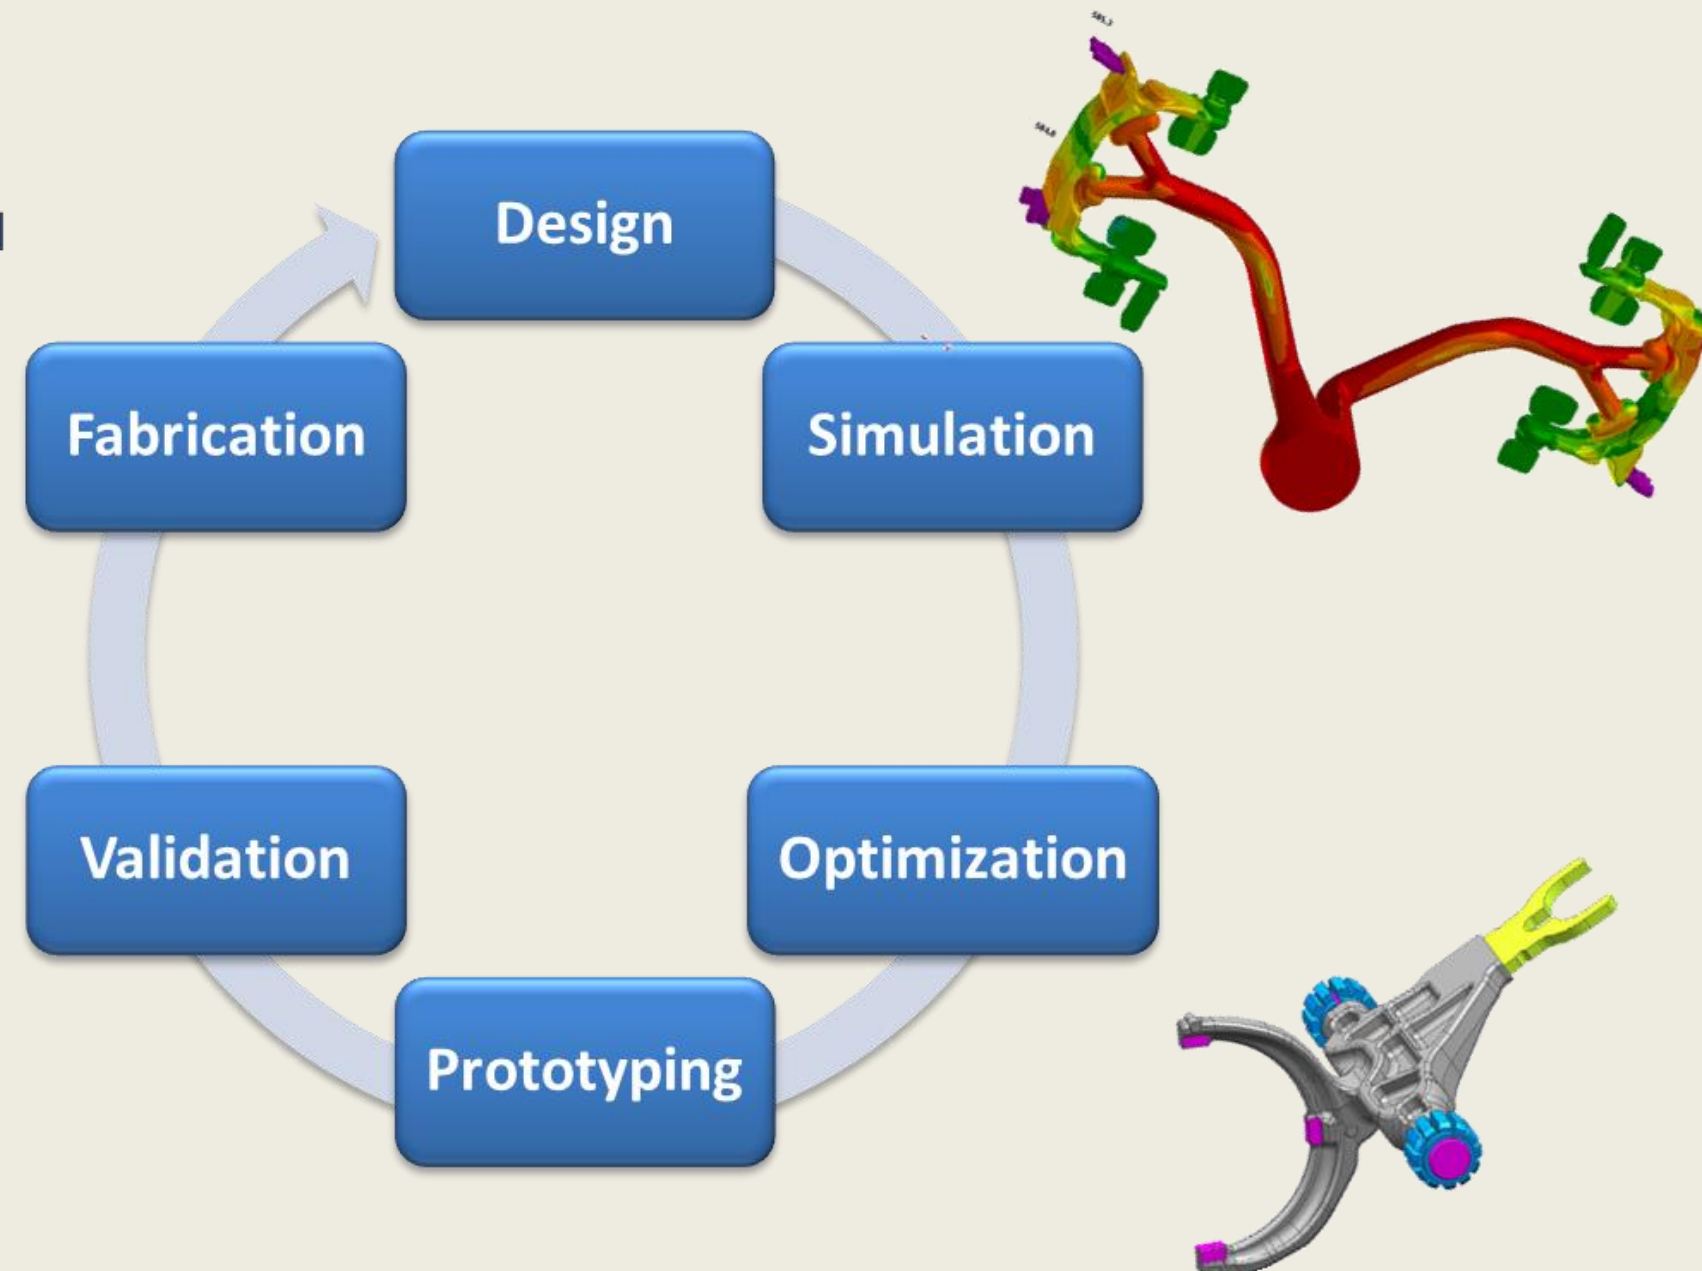 Design
Simulation
Optimization
Prototyping
Validation
Fabrication